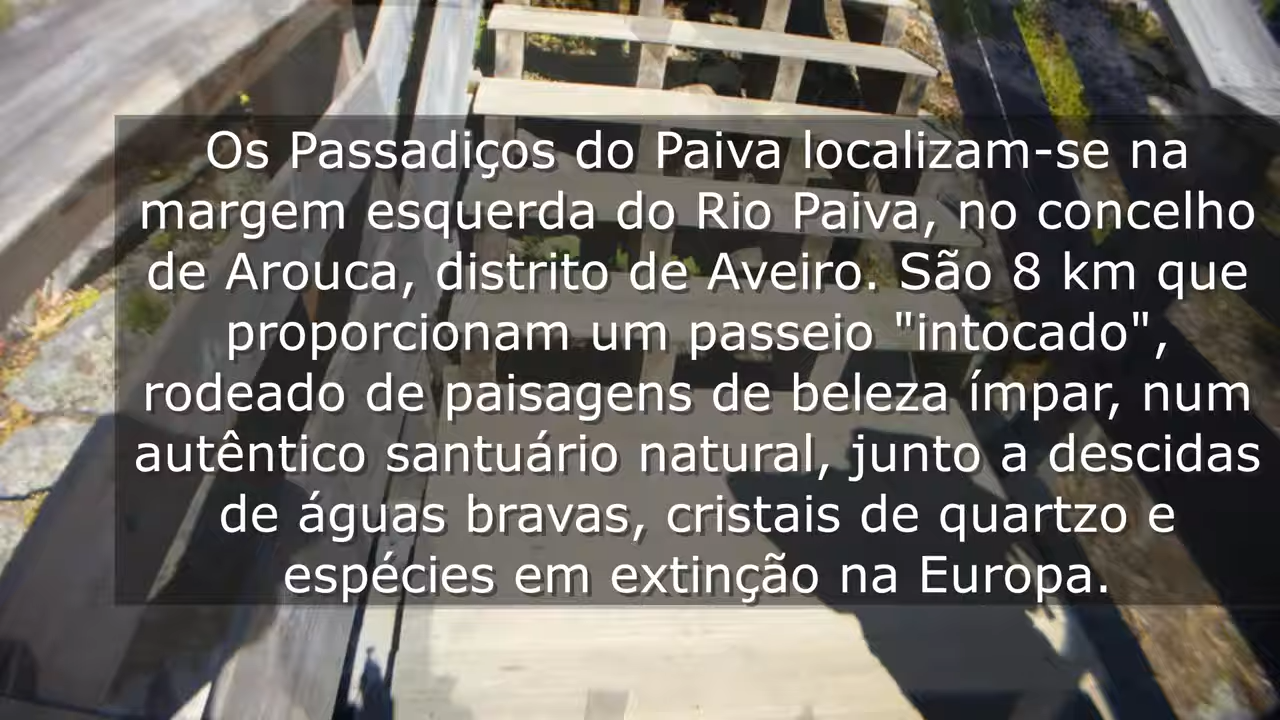 Os Passadiços do Paiva localizam-se na
margem esquerda do Rio Paiva, no concelho
de Arouca, distrito de Aveiro. São 8 km que
proporcionam um passeio "intocado",
rodeado de paisagens de beleza ímpar, num
autêntico santuário natural, junto a descidas
de águas bravas, cristais de quartzo e
espécies em extinção na Europa.